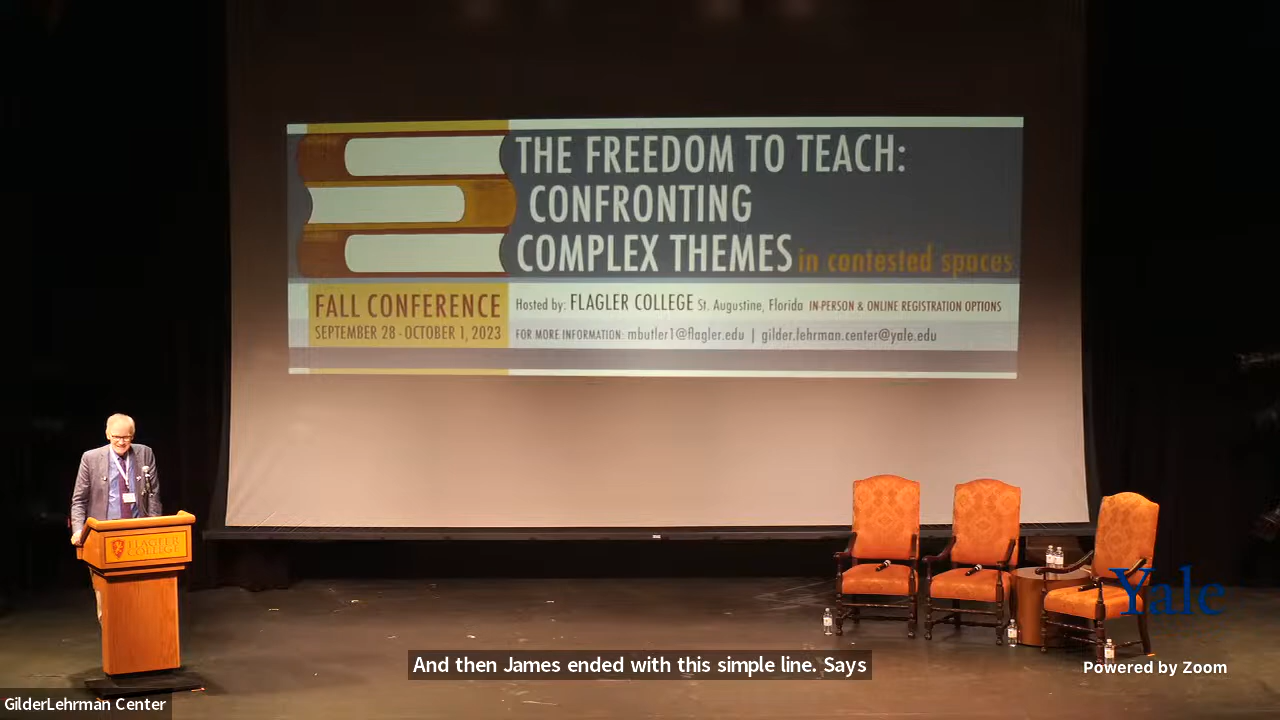 THE FREEDOM TO TEACH:
CONFRONTING
COMPLEX THEMES in contested spaces
FALL CONFERENCE
SEPTEMBER 28 - OCTOBER 1, 2023
Hosted by: FLAGLER COLLEGE St. Augustine, Florida IN-PERSON & ONLINE REGISTRATION OPTIONS
FOR MORE INFORMATION: mbutler1@flagler.edu | gilder.lehrman.center@yale.edu
FLAGLER
COLLEGE
Yale
And then James ended with this simple line. Says
Powered by Zoom
GilderLehrman Center